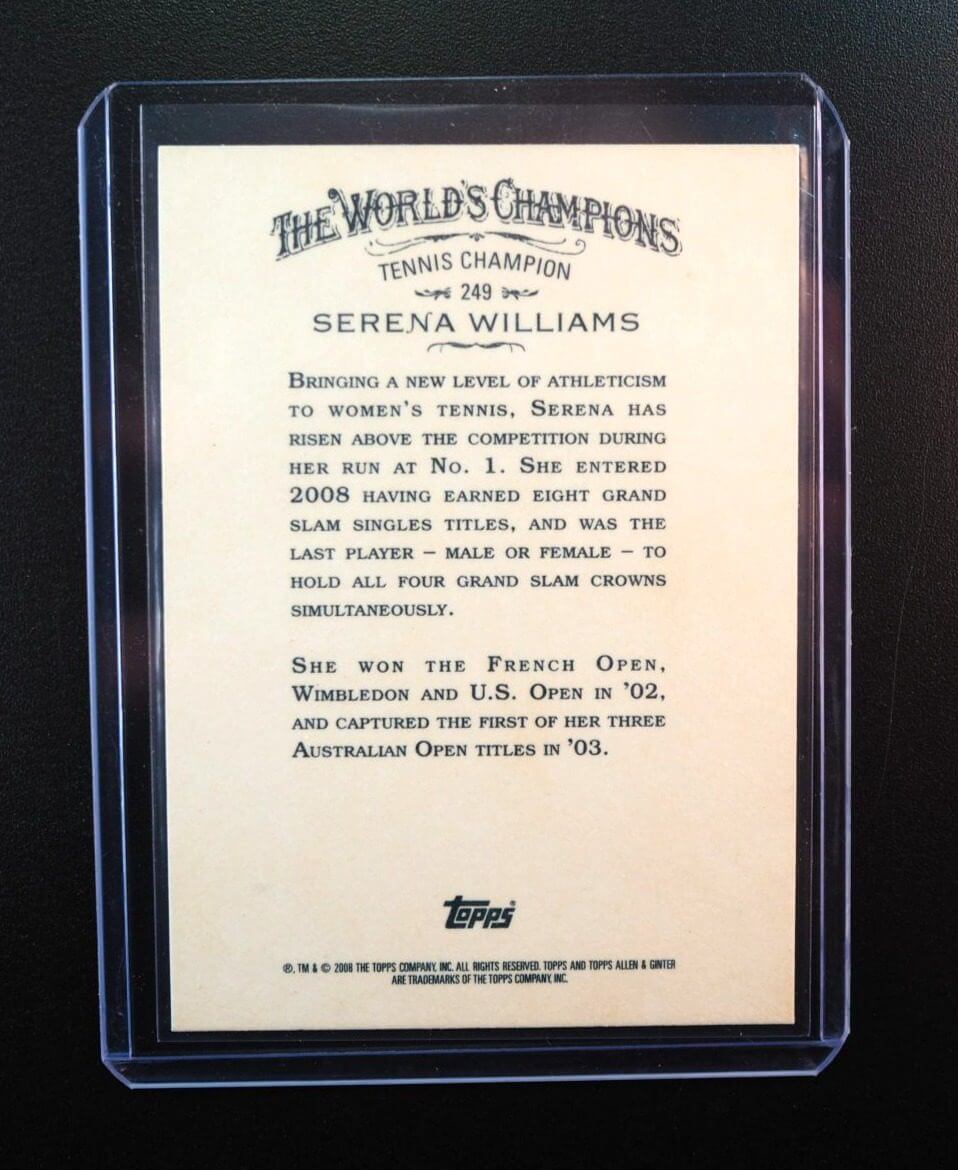 THE WORLD'S CHAMPIONS
TENNIS CHAMPION
249
SERENA WILLIAMS
BRINGING A NEW LEVEL OF ATHLETICISM
TO WOMEN'S TENNIS, SERENA HAS
RISEN ABOVE THE COMPETITION DURING
HER RUN AT NO. 1. SHE ENTERED
2008 HAVING EARNED EIGHT GRAND
SLAM SINGLES TITLES, AND WAS THE
LAST PLAYER – MALE OR FEMALE – TO
HOLD ALL FOUR GRAND SLAM CROWNS
SIMULTANEOUSLY.
SHE WON THE FRENCH OPEN,
WIMBLEDON AND U.S. OPEN IN '02,
AND CAPTURED THE FIRST OF HER THREE
AUSTRALIAN OPEN TITLES IN '03.
TOPPS®
®, TM & © 2008 THE TOPPS COMPANY, INC. ALL RIGHTS RESERVED. TOPPS AND TOPPS ALLEN & GINTER
ARE TRADEMARKS OF THE TOPPS COMPANY, INC.